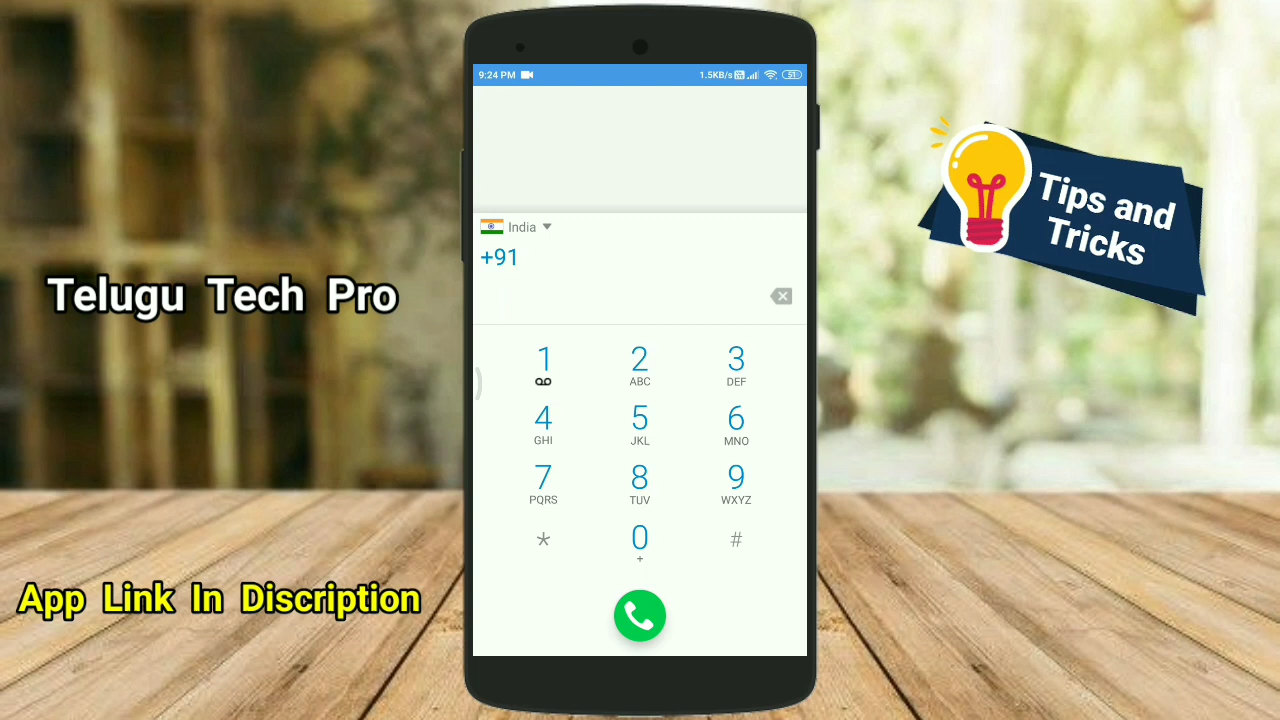 9:24 PM 1.5KB/s 51
India
+91
1 2 3
ABC DEF
4 5 6
GHI JKL MNO
7 8 9
PQRS TUV WXYZ
* 0 #
+
Telugu Tech Pro
App Link In Discription
Tips and
Tricks